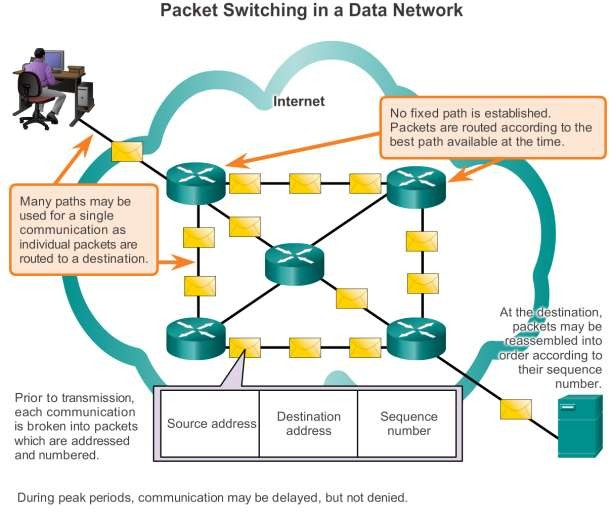 Packet Switching in a Data Network
Internet
No fixed path is established.
Packets are routed according to the
best path available at the time.
Many paths may be
used for a single
communication as
individual packets are
routed to a destination.
At the destination,
packets may be
reassembled into
order according to
their sequence
number.
Prior to transmission,
each communication
is broken into packets
which are addressed
and numbered.
Source address
Destination
address
Sequence
number
During peak periods, communication may be delayed, but not denied.